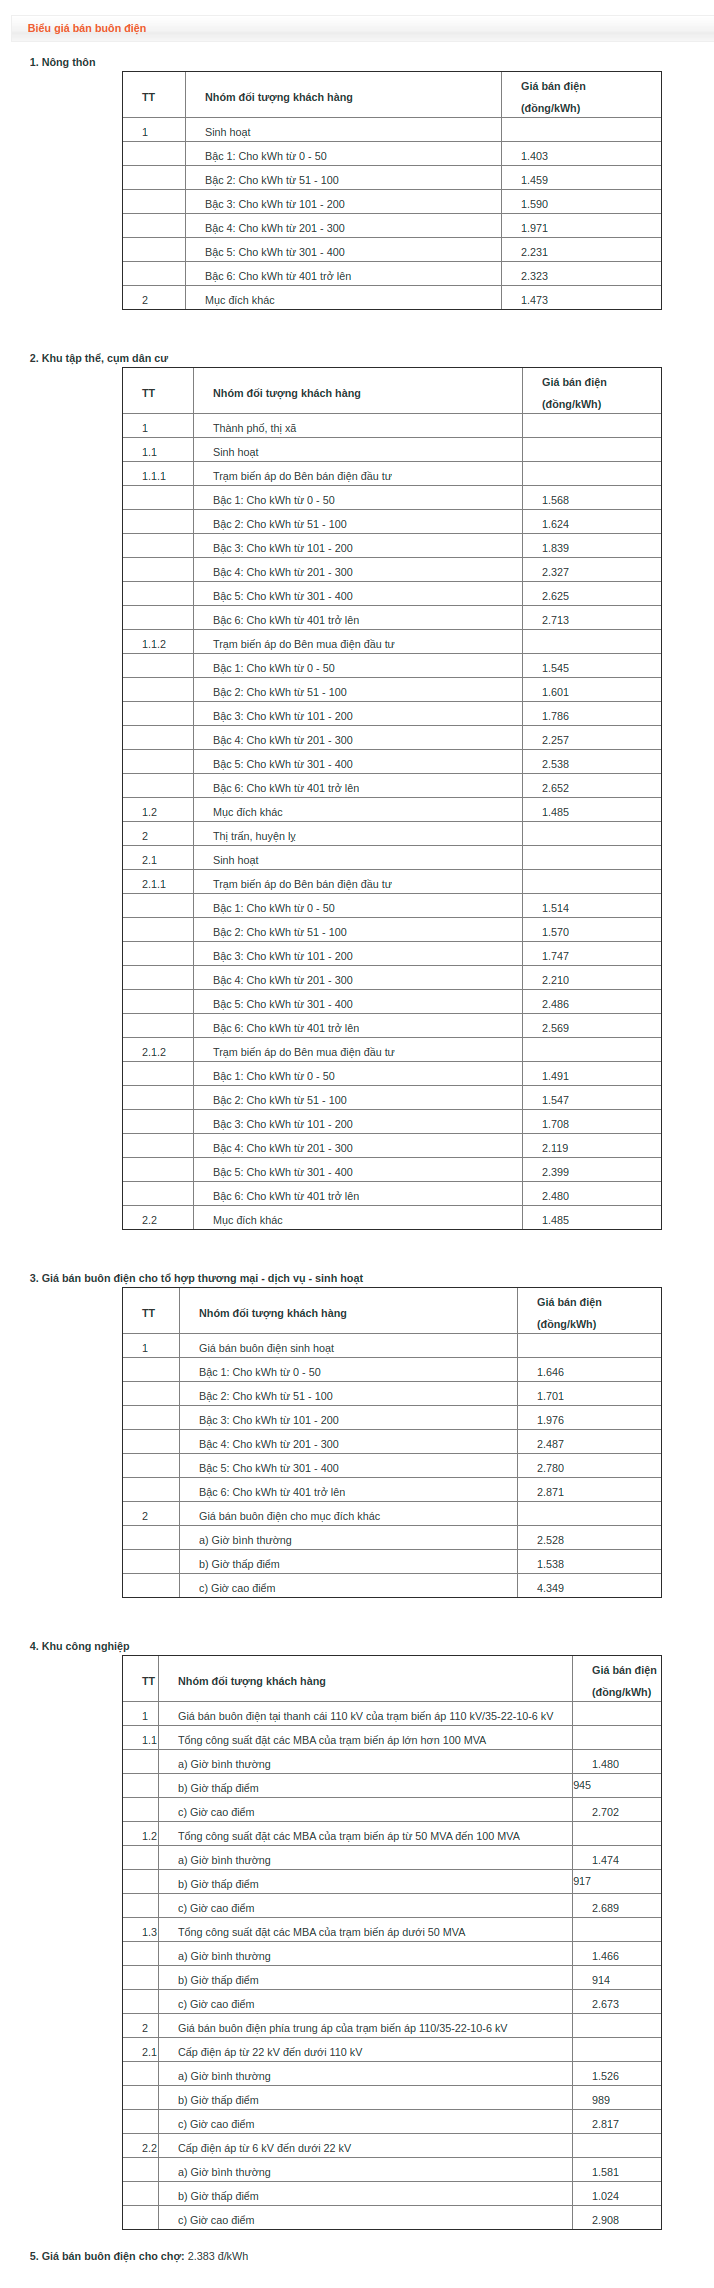 Biểu giá bán buôn điện
1. Nông thôn
TT Nhóm đối tượng khách hàng Giá bán điện
(đồng/kWh)
1 Sinh hoạt
Bậc 1: Cho kWh từ 0 - 50 1.403
Bậc 2: Cho kWh từ 51 - 100 1.459
Bậc 3: Cho kWh từ 101 - 200 1.590
Bậc 4: Cho kWh từ 201 - 300 1.971
Bậc 5: Cho kWh từ 301 - 400 2.231
Bậc 6: Cho kWh từ 401 trở lên 2.323
2 Mục đích khác 1.473
2. Khu tập thể, cụm dân cư
TT Nhóm đối tượng khách hàng Giá bán điện
(đồng/kWh)
1 Thành phố, thị xã
1.1 Sinh hoạt
1.1.1 Trạm biến áp do Bên bán điện đầu tư
Bậc 1: Cho kWh từ 0 - 50 1.568
Bậc 2: Cho kWh từ 51 - 100 1.624
Bậc 3: Cho kWh từ 101 - 200 1.839
Bậc 4: Cho kWh từ 201 - 300 2.327
Bậc 5: Cho kWh từ 301 - 400 2.625
Bậc 6: Cho kWh từ 401 trở lên 2.713
1.1.2 Trạm biến áp do Bên mua điện đầu tư
Bậc 1: Cho kWh từ 0 - 50 1.545
Bậc 2: Cho kWh từ 51 - 100 1.601
Bậc 3: Cho kWh từ 101 - 200 1.786
Bậc 4: Cho kWh từ 201 - 300 2.257
Bậc 5: Cho kWh từ 301 - 400 2.538
Bậc 6: Cho kWh từ 401 trở lên 2.652
1.2 Mục đích khác 1.485
2 Thị trấn, huyện lỵ
2.1 Sinh hoạt
2.1.1 Trạm biến áp do Bên bán điện đầu tư
Bậc 1: Cho kWh từ 0 - 50 1.514
Bậc 2: Cho kWh từ 51 - 100 1.570
Bậc 3: Cho kWh từ 101 - 200 1.747
Bậc 4: Cho kWh từ 201 - 300 2.210
Bậc 5: Cho kWh từ 301 - 400 2.486
Bậc 6: Cho kWh từ 401 trở lên 2.569
2.1.2 Trạm biến áp do Bên mua điện đầu tư
Bậc 1: Cho kWh từ 0 - 50 1.491
Bậc 2: Cho kWh từ 51 - 100 1.547
Bậc 3: Cho kWh từ 101 - 200 1.708
Bậc 4: Cho kWh từ 201 - 300 2.119
Bậc 5: Cho kWh từ 301 - 400 2.399
Bậc 6: Cho kWh từ 401 trở lên 2.480
2.2 Mục đích khác 1.485
3. Giá bán buôn điện cho tổ hợp thương mại - dịch vụ - sinh hoạt
TT Nhóm đối tượng khách hàng Giá bán điện
(đồng/kWh)
1 Giá bán buôn điện sinh hoạt
Bậc 1: Cho kWh từ 0 - 50 1.646
Bậc 2: Cho kWh từ 51 - 100 1.701
Bậc 3: Cho kWh từ 101 - 200 1.976
Bậc 4: Cho kWh từ 201 - 300 2.487
Bậc 5: Cho kWh từ 301 - 400 2.780
Bậc 6: Cho kWh từ 401 trở lên 2.871
2 Giá bán buôn điện cho mục đích khác
a) Giờ bình thường 2.528
b) Giờ thấp điểm 1.538
c) Giờ cao điểm 4.349
4. Khu công nghiệp
TT Nhóm đối tượng khách hàng Giá bán điện
(đồng/kWh)
1 Giá bán buôn điện tại thanh cái 110 kV của trạm biến áp 110 kV/35-22-10-6 kV
1.1 Tổng công suất đặt các MBA của trạm biến áp lớn hơn 100 MVA
a) Giờ bình thường 1.480
b) Giờ thấp điểm 945
c) Giờ cao điểm 2.702
1.2 Tổng công suất đặt các MBA của trạm biến áp từ 50 MVA đến 100 MVA
a) Giờ bình thường 1.474
b) Giờ thấp điểm 917
c) Giờ cao điểm 2.689
1.3 Tổng công suất đặt các MBA của trạm biến áp dưới 50 MVA
a) Giờ bình thường 1.466
b) Giờ thấp điểm 914
c) Giờ cao điểm 2.673
2 Giá bán buôn điện phía trung áp của trạm biến áp 110/35-22-10-6 kV
2.1 Cấp điện áp từ 22 kV đến dưới 110 kV
a) Giờ bình thường 1.526
b) Giờ thấp điểm 989
c) Giờ cao điểm 2.817
2.2 Cấp điện áp từ 6 kV đến dưới 22 kV
a) Giờ bình thường 1.581
b) Giờ thấp điểm 1.024
c) Giờ cao điểm 2.908
5. Giá bán buôn điện cho chợ: 2.383 đ/kWh